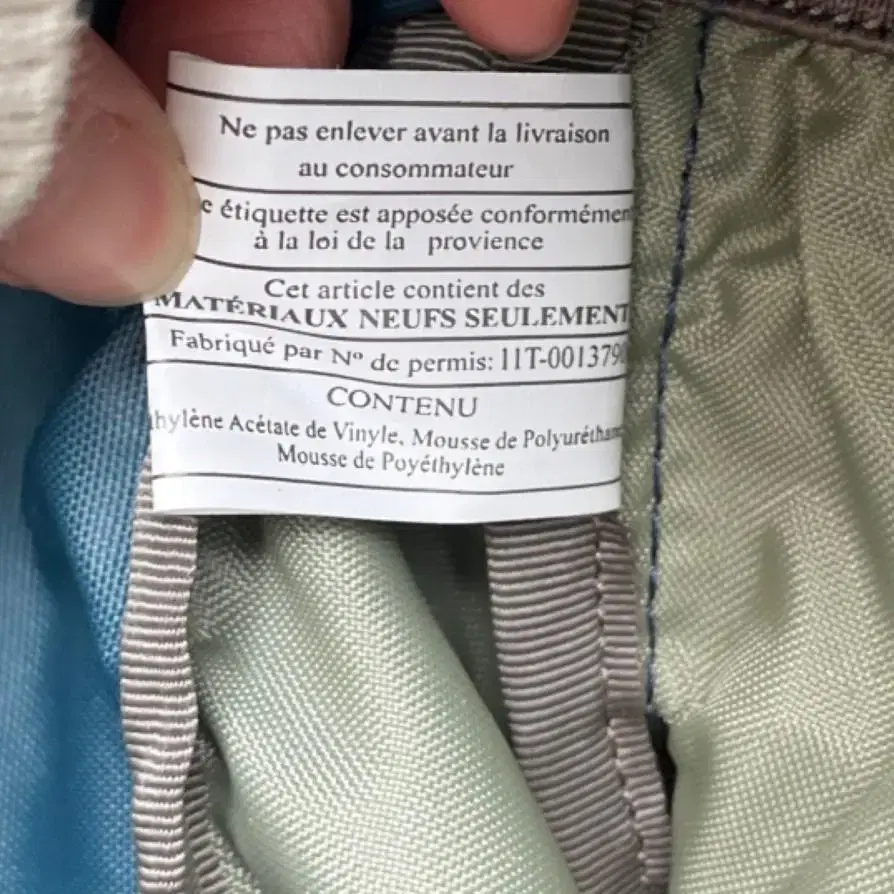 Ne pas enlever avant la livraison
au consommateur
étiquette est apposée conformémen
à la loi de la provience
Cet article contient des
MATÉRIAUX NEUFS SEULEMENT
Fabriqué par Nº de permis: 11T-001379
CONTENU
hylène Acétate de Vinyle, Mousse de Polyuréthan
Mousse de Poyéthylène